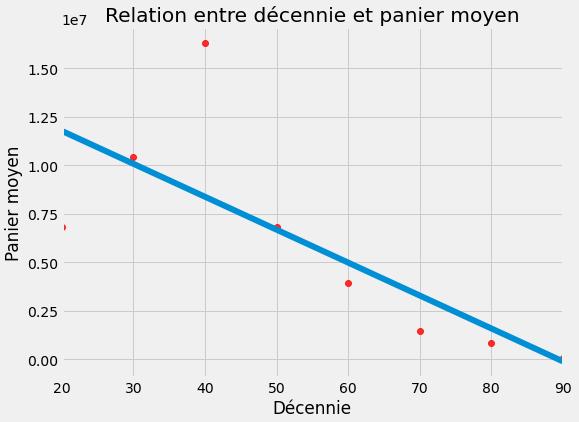 Relation entre décennie et panier moyen
1e7
1.50
1.25
1.00
0.75
0.50
0.25
0.00
Panier moyen
20 30 40 50 60 70 80 90
Décennie